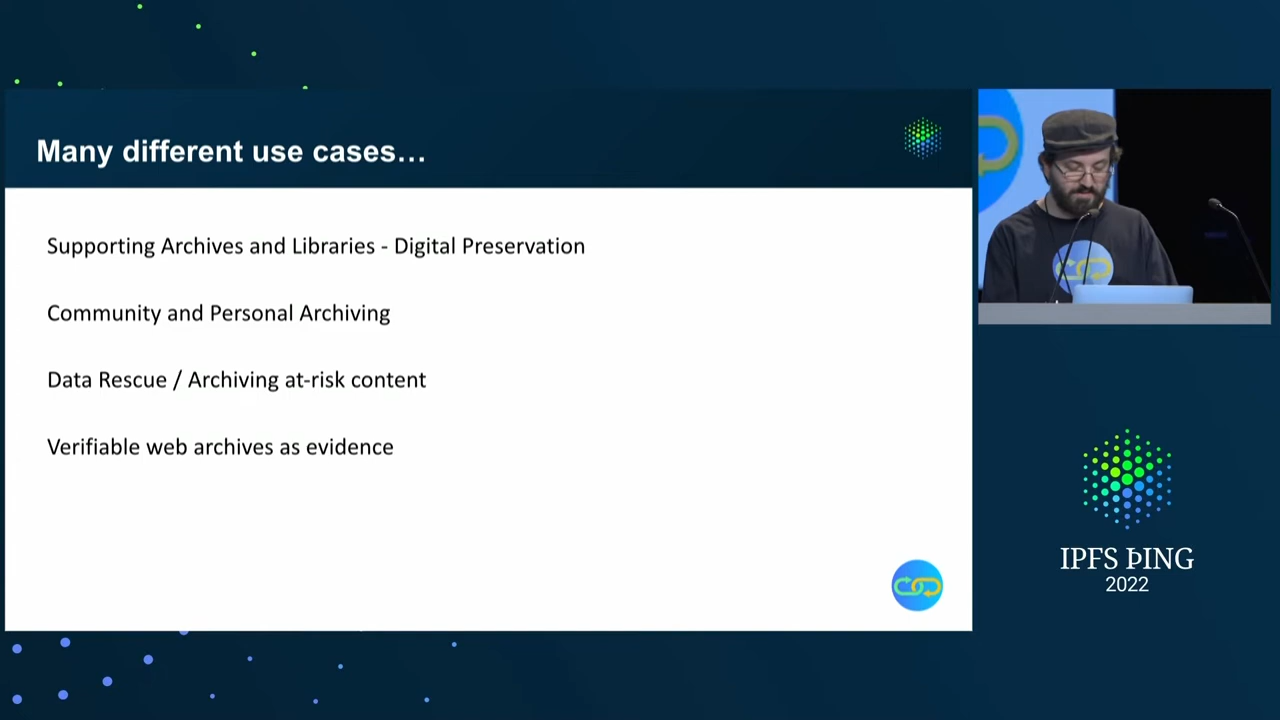 Many different use cases…
Supporting Archives and Libraries - Digital Preservation
Community and Personal Archiving
Data Rescue / Archiving at-risk content
Verifiable web archives as evidence
IPFS ÞING
2022